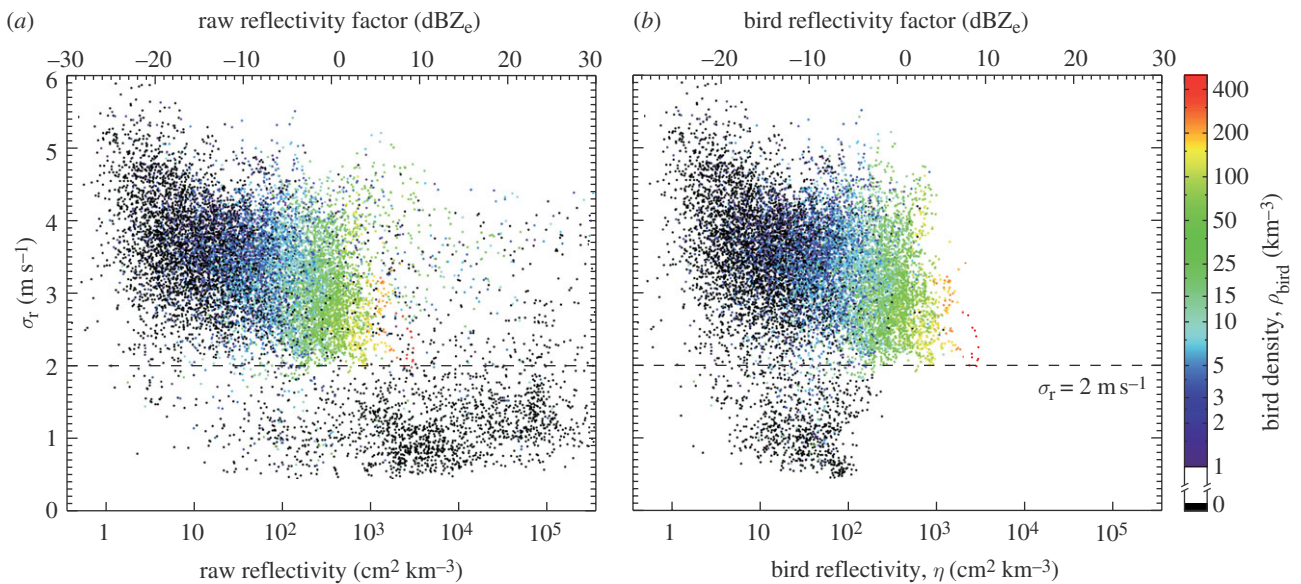 (a) raw reflectivity factor (dBZe) (b) bird reflectivity factor (dBZe)
–30 –20 –10 0 10 20 30 –20 –10 0 10 20 30
6
5
4
3
2
1
0
σr (m s–1)
σr = 2 m s–1
1 10 10² 10³ 10⁴ 10⁵ 1 10 10² 10³ 10⁴ 10⁵
raw reflectivity (cm² km–3) bird reflectivity, η (cm² km–3)
400
200
100
50
25
15
10
5
3
2
1
0
bird density, ρbird (km–3)